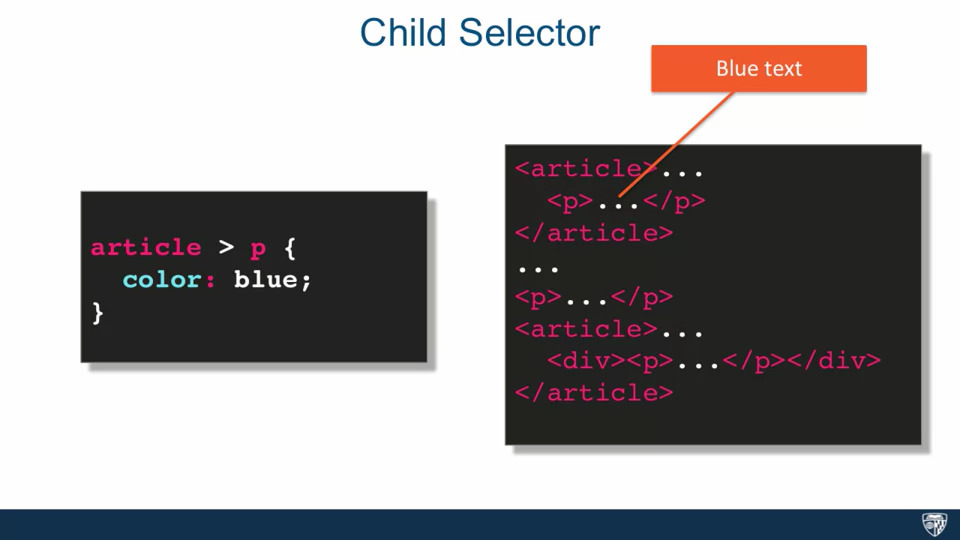 Child Selector
Blue text
article > p {
  color: blue;
}
<article>...
  <p>...</p>
</article>
...
<p>...</p>
<article>...
  <div><p>...</p></div>
</article>